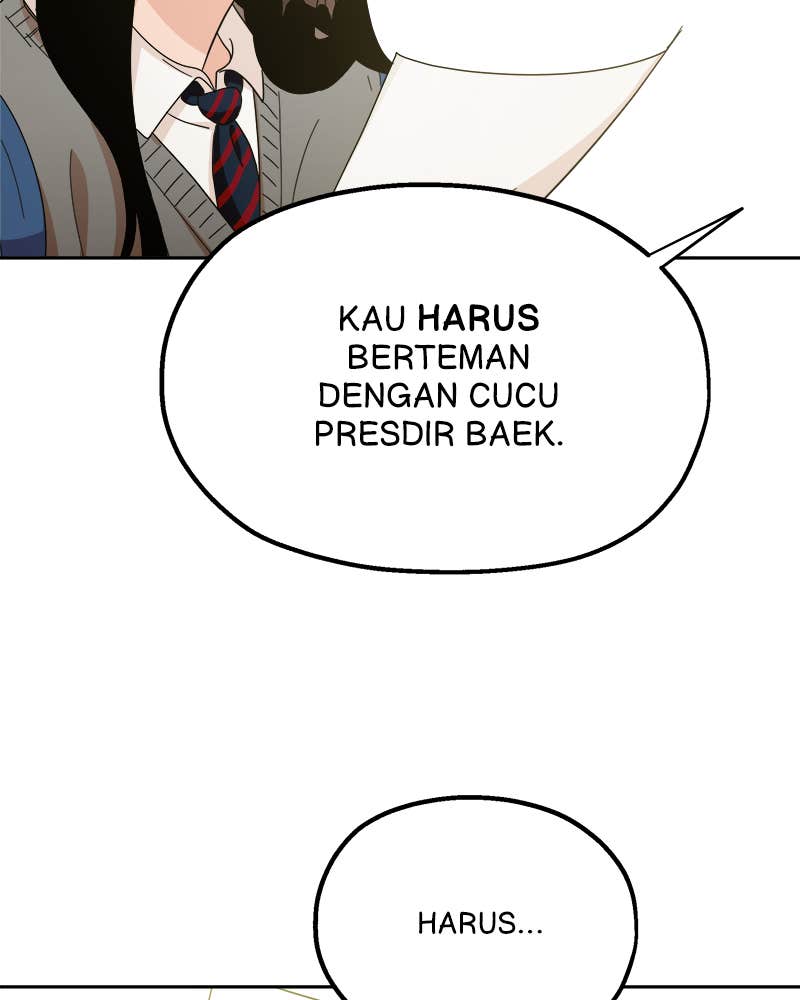 KAU HARUS
BERTEMAN
DENGAN CUCU
PRESDIR BAEK.
HARUS...